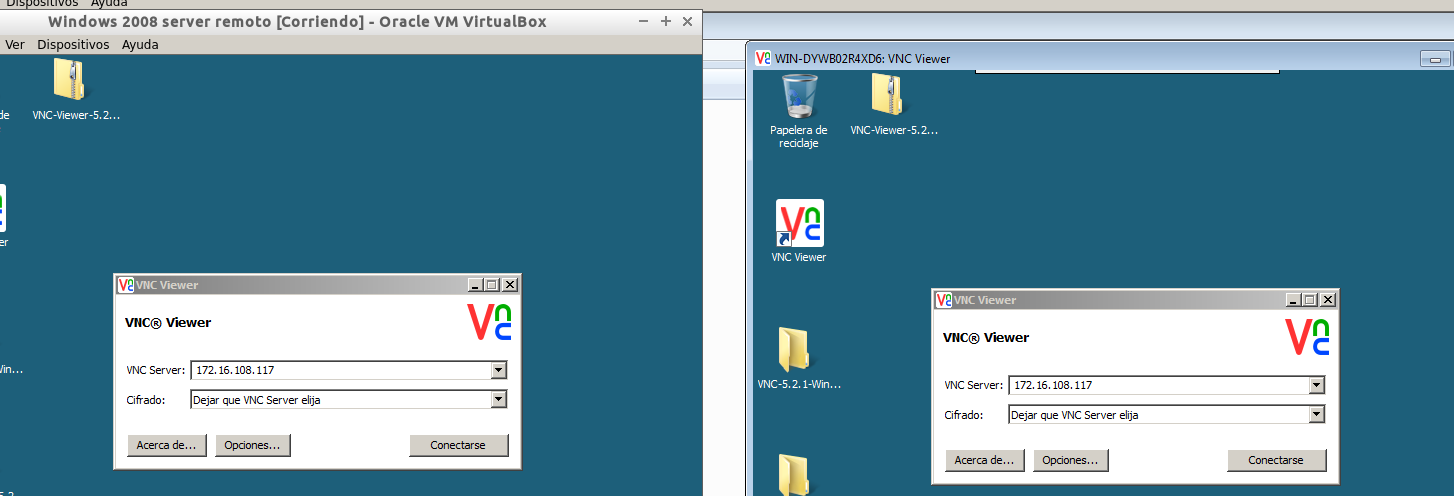 Dispositivos Ayuda
Windows 2008 server remoto [Corriendo] - Oracle VM VirtualBox
Ver Dispositivos Ayuda
de
VNC-Viewer-5.2...
er
Win...
5.2
VNC Viewer
VNC® Viewer
VNC Server: 172.16.108.117
Cifrado: Dejar que VNC Server elija
Acerca de... Opciones... Conectarse
WIN-DYWB02R4XD6: VNC Viewer
Papelera de
reciclaje
VNC-Viewer-5.2...
VNC Viewer
VNC-5.2.1-Win...
VNC Viewer
VNC® Viewer
VNC Server: 172.16.108.117
Cifrado: Dejar que VNC Server elija
Acerca de... Opciones... Conectarse